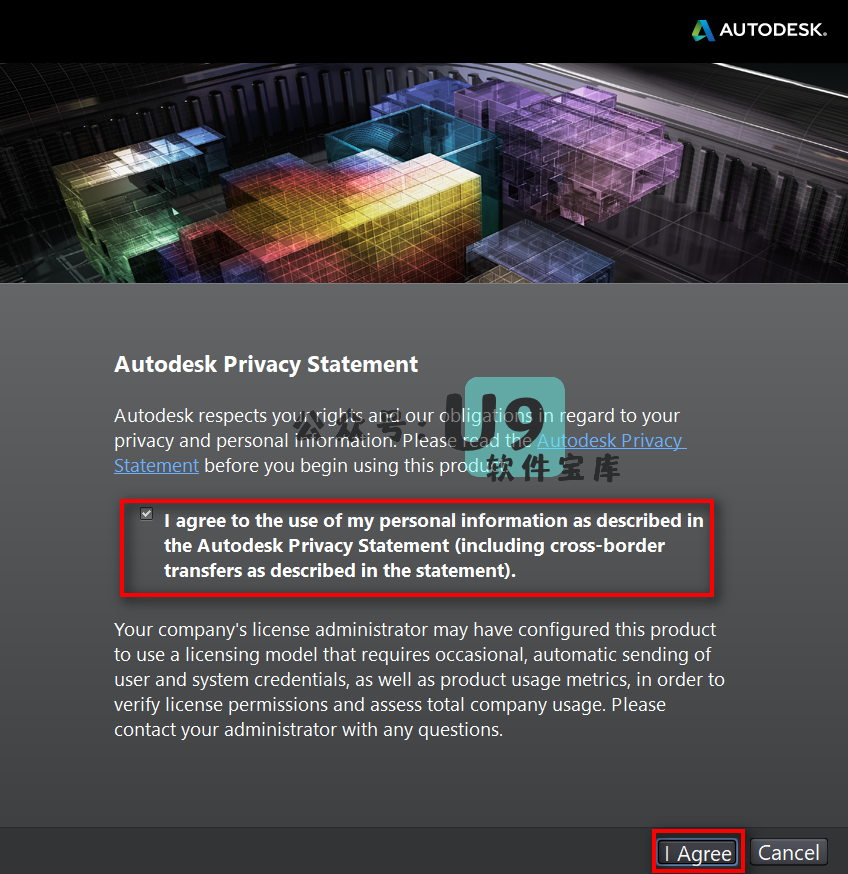 AUTODESK.
Autodesk Privacy Statement
Autodesk respects your rights and our obligations in regard to your
privacy and personal information. Please read the Autodesk Privacy
Statement before you begin using this product.
公众号·U9
软件宝库
I agree to the use of my personal information as described in
the Autodesk Privacy Statement (including cross-border
transfers as described in the statement).
Your company's license administrator may have configured this product
to use a licensing model that requires occasional, automatic sending of
user and system credentials, as well as product usage metrics, in order to
verify license permissions and assess total company usage. Please
contact your administrator with any questions.
I Agree
Cancel